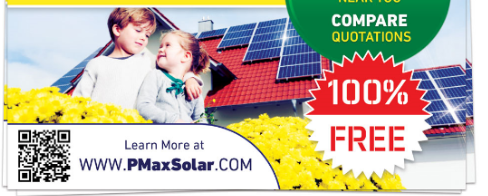 NEAR YOU
COMPARE
QUOTATIONS
100%
FREE
Learn More at
WWW.PMaxSolar.COM